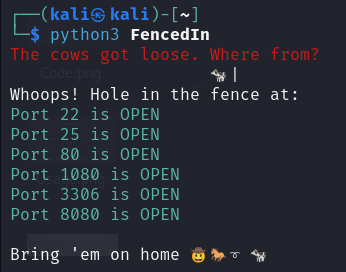 ┌──(kali㉿kali)-[~]
└─$ python3 FencedIn
The cows got loose. Where from?
🐄|
Whoops! Hole in the fence at:
Port 22 is OPEN
Port 25 is OPEN
Port 80 is OPEN
Port 1080 is OPEN
Port 3306 is OPEN
Port 8080 is OPEN
Bring 'em on home 🤠🐎➰ 🐄
Code.png